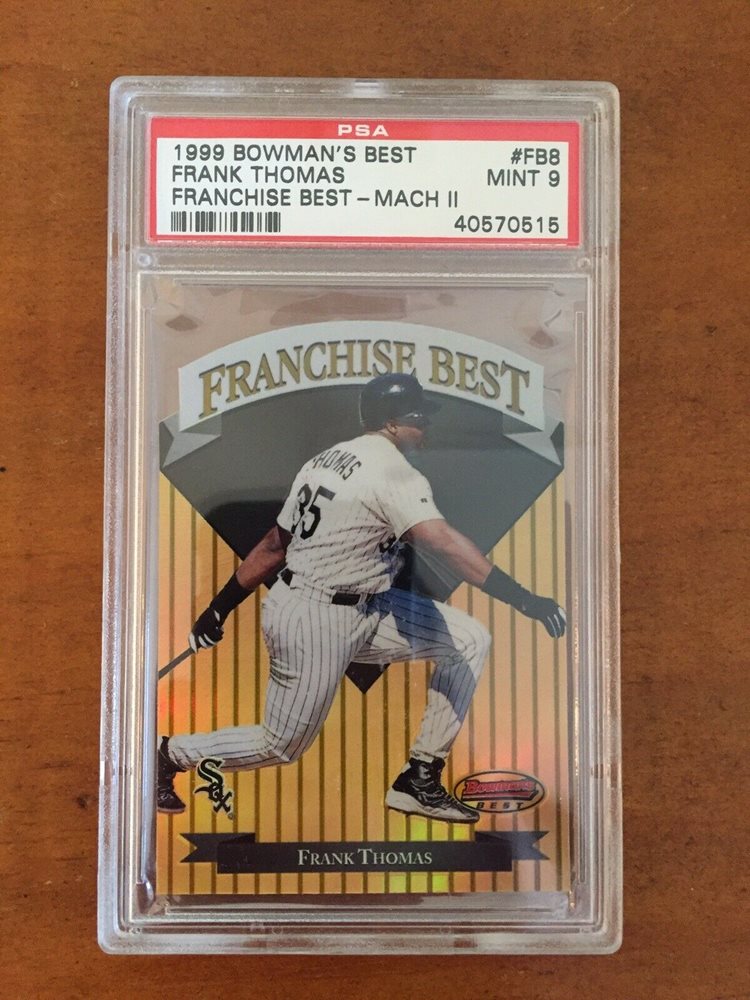 PSA
1999 BOWMAN'S BEST #FB8
FRANK THOMAS MINT 9
FRANCHISE BEST – MACH II
40570515
FRANCHISE BEST
THOMAS
35
Sox
Bowman's
BEST
FRANK THOMAS